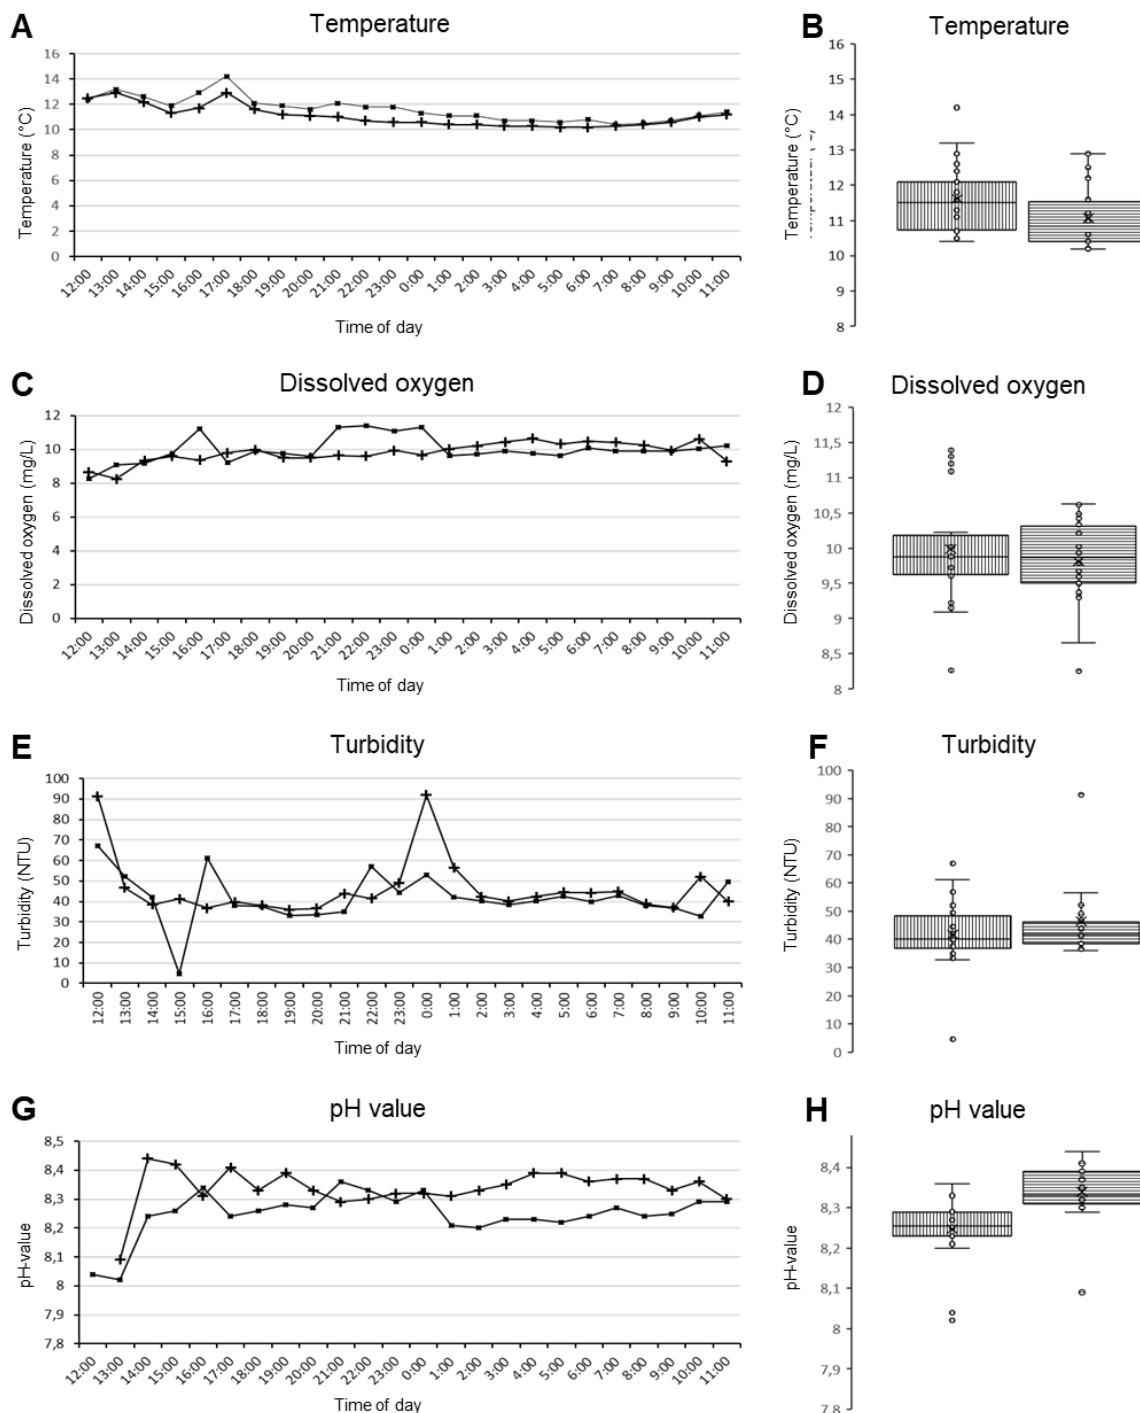 A
Temperature
Temperature (°C)
16
14
12
10
8
6
4
2
0
12:00 13:00 14:00 15:00 16:00 17:00 18:00 19:00 20:00 21:00 22:00 23:00 0:00 1:00 2:00 3:00 4:00 5:00 6:00 7:00 8:00 9:00 10:00 11:00
Time of day
B
Temperature
Temperature (°C)
16
15
14
13
12
11
10
9
8
C
Dissolved oxygen
Dissolved oxygen (mg/L)
12
10
8
6
4
2
0
12:00 13:00 14:00 15:00 16:00 17:00 18:00 19:00 20:00 21:00 22:00 23:00 0:00 1:00 2:00 3:00 4:00 5:00 6:00 7:00 8:00 9:00 10:00 11:00
Time of day
D
Dissolved oxygen
Dissolved oxygen (mg/L)
12
11,5
11
10,5
10
9,5
9
8,5
8
E
Turbidity
Turbidity (NTU)
100
90
80
70
60
50
40
30
20
10
0
12:00 13:00 14:00 15:00 16:00 17:00 18:00 19:00 20:00 21:00 22:00 23:00 0:00 1:00 2:00 3:00 4:00 5:00 6:00 7:00 8:00 9:00 10:00 11:00
Time of day
F
Turbidity
Turbidity (NTU)
100
90
80
70
60
50
40
30
20
10
0
G
pH value
pH-value
8,5
8,4
8,3
8,2
8,1
8
7,9
7,8
12:00 13:00 14:00 15:00 16:00 17:00 18:00 19:00 20:00 21:00 22:00 23:00 0:00 1:00 2:00 3:00 4:00 5:00 6:00 7:00 8:00 9:00 10:00 11:00
Time of day
H
pH value
pH-value
8,4
8,3
8,2
8,1
8
7,9
7,8